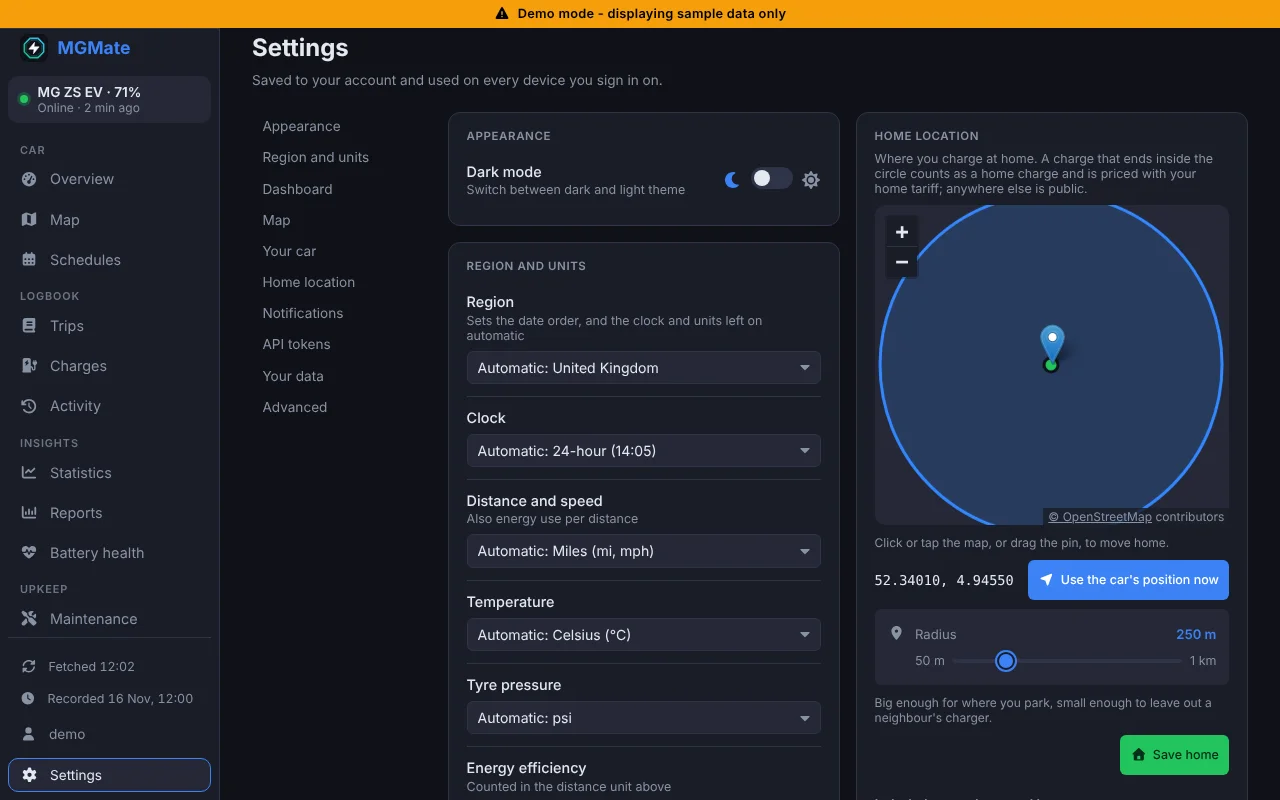 Demo mode - displaying sample data only
MGMate
MG ZS EV · 71%
Online · 2 min ago
CAR
Overview
Map
Schedules
LOGBOOK
Trips
Charges
Activity
INSIGHTS
Statistics
Reports
Battery health
UPKEEP
Maintenance
Fetched 12:02
Recorded 16 Nov, 12:00
demo
Settings
Settings
Saved to your account and used on every device you sign in on.
Appearance
Region and units
Dashboard
Map
Your car
Home location
Notifications
API tokens
Your data
Advanced
APPEARANCE
Dark mode
Switch between dark and light theme
REGION AND UNITS
Region
Sets the date order, and the clock and units left on
automatic
Automatic: United Kingdom
Clock
Automatic: 24-hour (14:05)
Distance and speed
Also energy use per distance
Automatic: Miles (mi, mph)
Temperature
Automatic: Celsius (°C)
Tyre pressure
Automatic: psi
Energy efficiency
Counted in the distance unit above
HOME LOCATION
Where you charge at home. A charge that ends inside the
circle counts as a home charge and is priced with your
home tariff; anywhere else is public.
+
−
© OpenStreetMap contributors
Click or tap the map, or drag the pin, to move home.
52.34010, 4.94550
Use the car's position now
Radius
250 m
50 m
1 km
Big enough for where you park, small enough to leave out a
neighbour's charger.
Save home